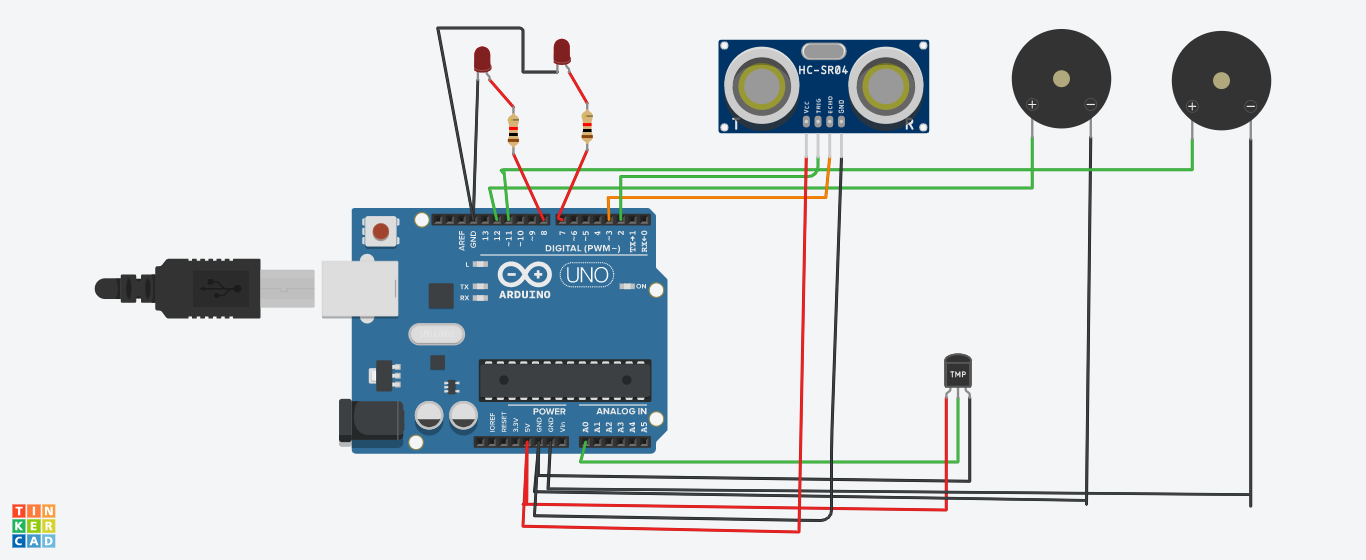 HC-SR04
VCC
TRIG
ECHO
GND
T
R
+
−
+
−
AREF
GND
13
12
~11
~10
~9
8
7
~6
~5
4
~3
2
TX→1
RX←0
DIGITAL (PWM~)
L
TX
RX
ARDUINO
UNO
ON
TMP
POWER
ANALOG IN
IOREF
RESET
3.3V
5V
GND
GND
Vin
A0
A1
A2
A3
A4
A5
TIN
KER
CAD